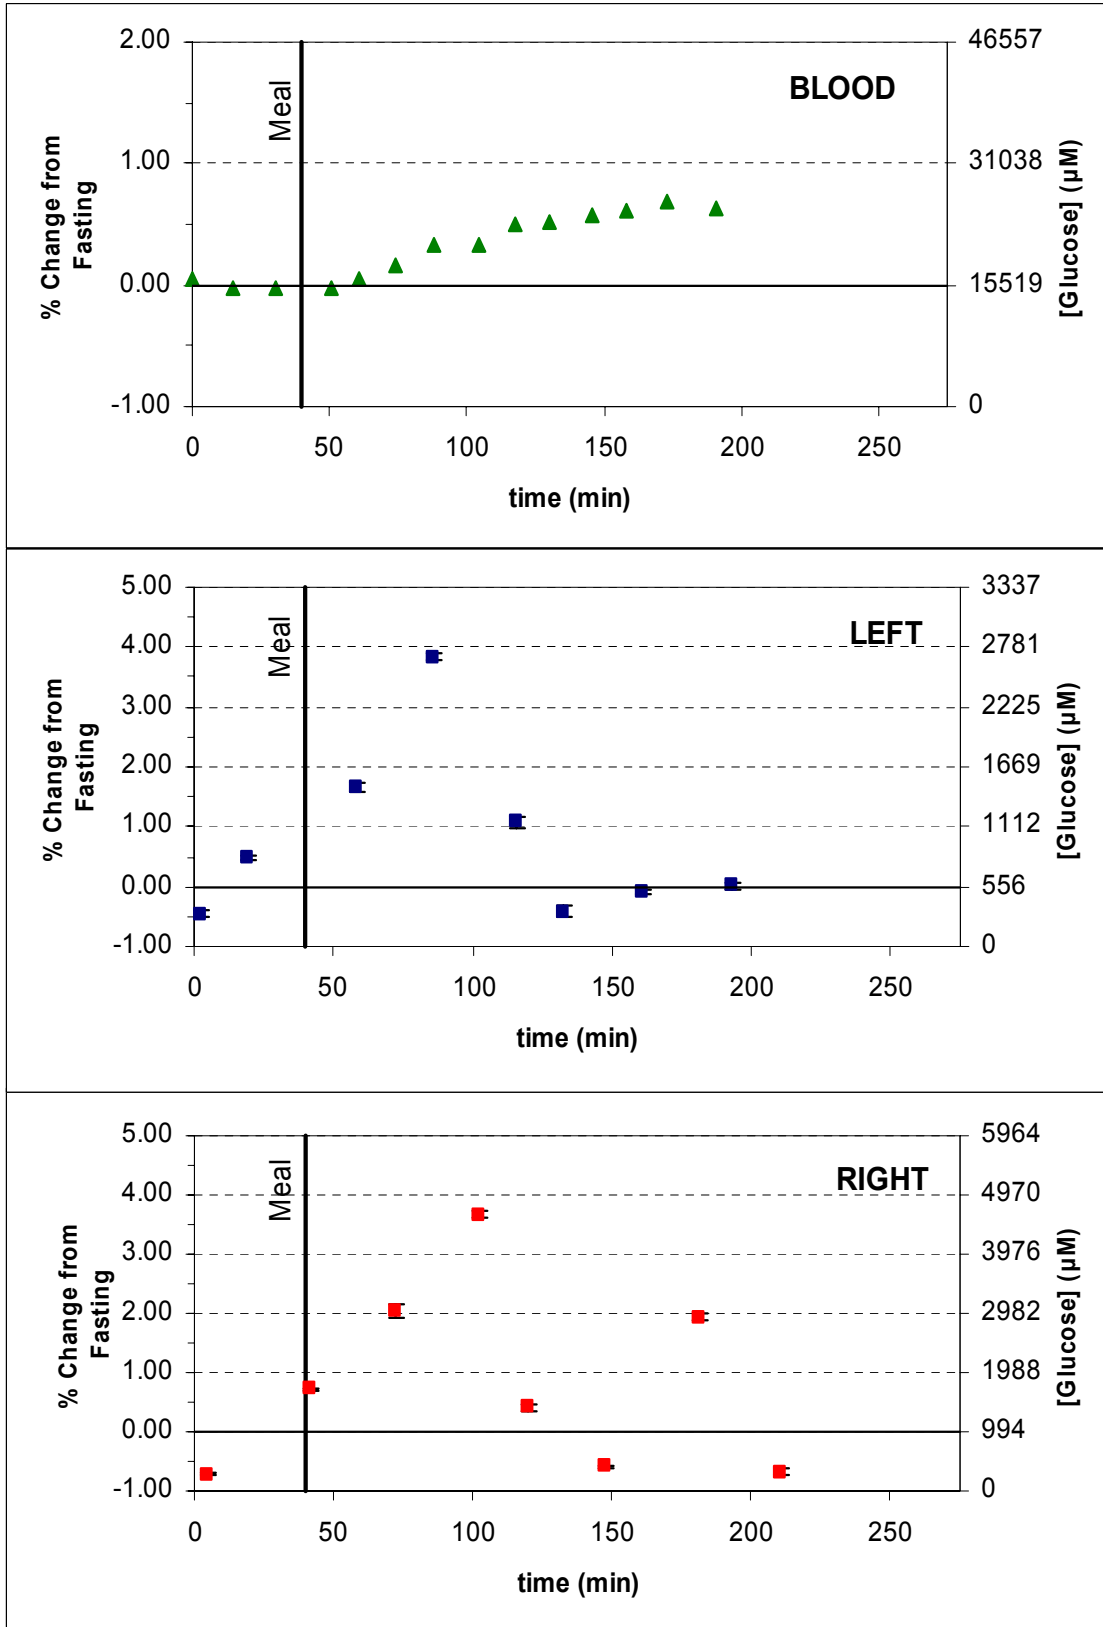 2.00
1.00
0.00
-1.00
% Change from
Fasting
Meal
BLOOD
46557
31038
15519
0
[Glucose] (µM)
0 50 100 150 200 250
time (min)
5.00
4.00
3.00
2.00
1.00
0.00
-1.00
% Change from
Fasting
Meal
LEFT
3337
2781
2225
1669
1112
556
0
[Glucose] (µM)
0 50 100 150 200 250
time (min)
5.00
4.00
3.00
2.00
1.00
0.00
-1.00
% Change from
Fasting
Meal
RIGHT
5964
4970
3976
2982
1988
994
0
[Glucose] (µM)
0 50 100 150 200 250
time (min)